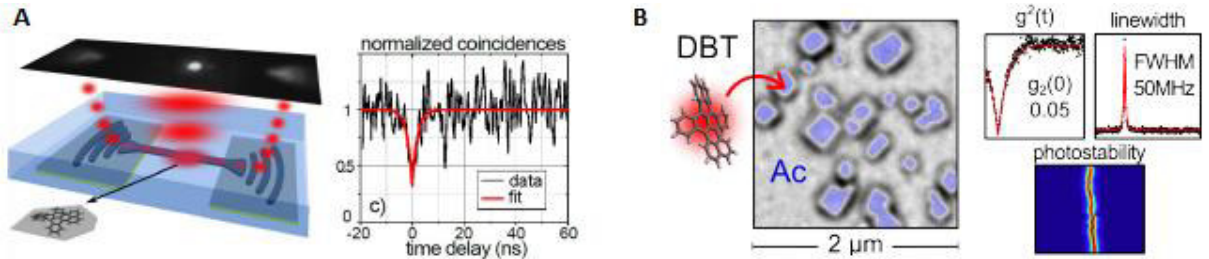 A
normalized coincidences
1
0.5
0
c)
data
fit
-20
0
20
40
60
time delay (ns)
B
DBT
Ac
2 μm
g²(t)
g₂(0)
0.05
linewidth
FWHM
50MHz
photostability